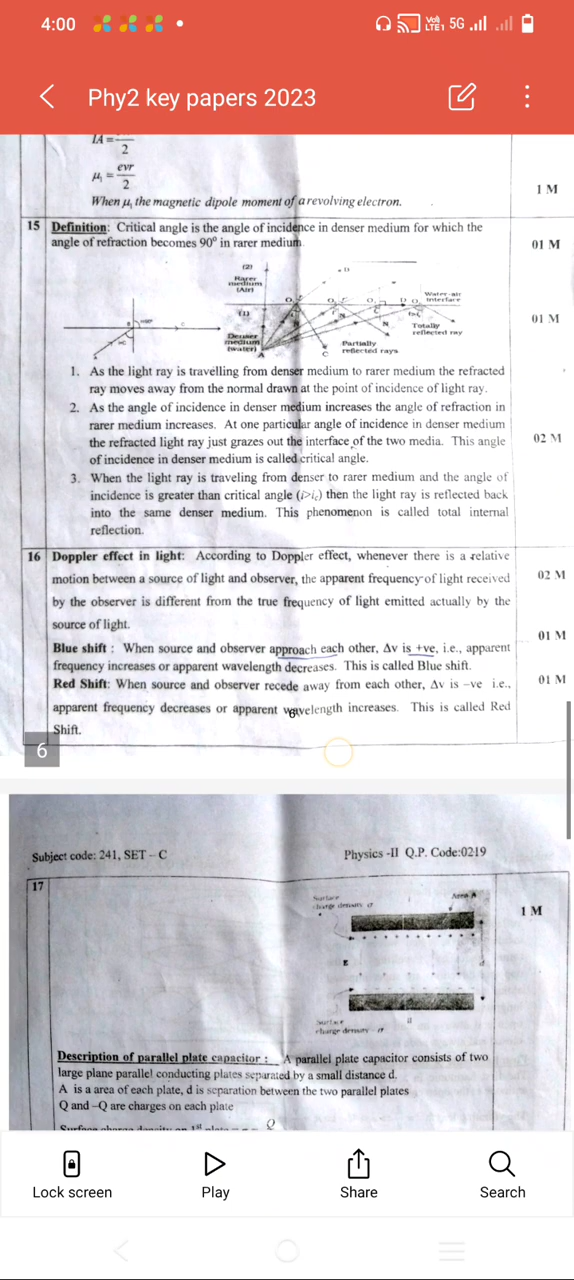 4:00
VoI) LTE1 5G
Phy2 key papers 2023
IA = 2
μ₁ = evr/2
When μ, the magnetic dipole moment of a revolving electron.
1 M
15 Definition: Critical angle is the angle of incidence in denser medium for which the
angle of refraction becomes 90° in rarer medium
01 M
(2)
Rarer
medium
(Air)
(1)
Denser
medium
(water)
A
C
Partially
reflected rays
Totally
reflected ray
Water-air
interface
01 M
1. As the light ray is travelling from denser medium to rarer medium the refracted
ray moves away from the normal drawn at the point of incidence of light ray.
2. As the angle of incidence in denser medium increases the angle of refraction in
rarer medium increases. At one particular angle of incidence in denser medium
the refracted light ray just grazes out the interface of the two media. This angle
of incidence in denser medium is called critical angle.
02 M
3. When the light ray is traveling from denser to rarer medium and the angle of
incidence is greater than critical angle (i>ic) then the light ray is reflected back
into the same denser medium. This phenomenon is called total internal
reflection.
16 Doppler effect in light: According to Doppler effect, whenever there is a relative
motion between a source of light and observer, the apparent frequency of light received
02 M
by the observer is different from the true frequency of light emitted actually by the
source of light.
Blue shift : When source and observer approach each other, Δν is +ve, i.e., apparent
01 M
frequency increases or apparent wavelength decreases. This is called Blue shift.
Red Shift: When source and observer recede away from each other, Δν is –ve i.e.,
01 M
apparent frequency decreases or apparent wavelength increases. This is called Red
Shift.
6
6
Subject code: 241, SET – C
Physics -II Q.P. Code:0219
17
Surface
charge density σ
Area A
1 M
E
d
Surface
charge density - σ
Description of parallel plate capacitor : A parallel plate capacitor consists of two
large plane parallel conducting plates separated by a small distance d.
A is a area of each plate, d is separation between the two parallel plates
Q and –Q are charges on each plate
Surface charge density on 1st plate = Q
Lock screen
Play
Share
Search